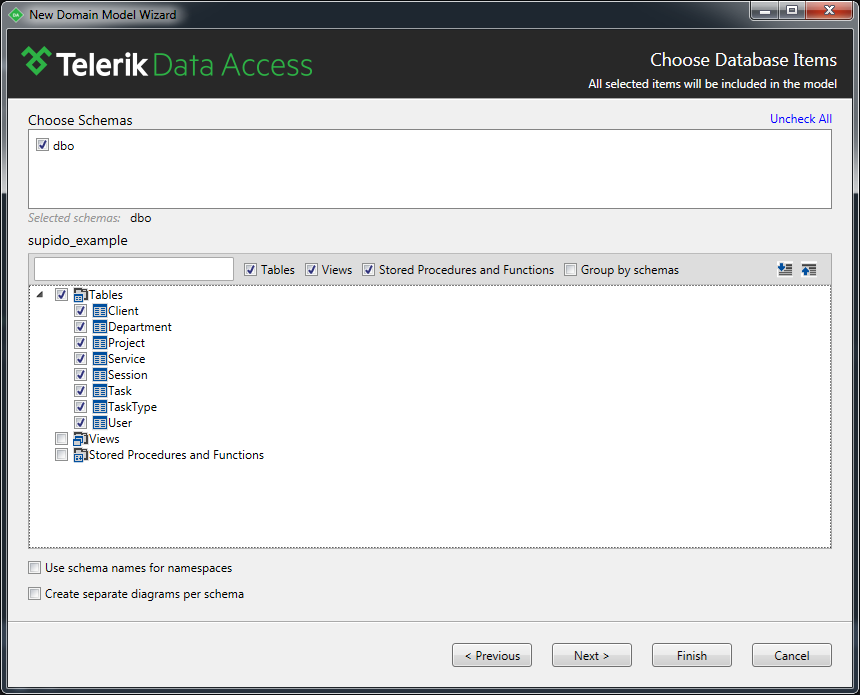 New Domain Model Wizard
Telerik Data Access
Choose Database Items
All selected items will be included in the model
Choose Schemas
Uncheck All
dbo
Selected schemas: dbo
supido_example
Tables Views Stored Procedures and Functions Group by schemas
Tables
Client
Department
Project
Service
Session
Task
TaskType
User
Views
Stored Procedures and Functions
Use schema names for namespaces
Create separate diagrams per schema
< Previous Next > Finish Cancel